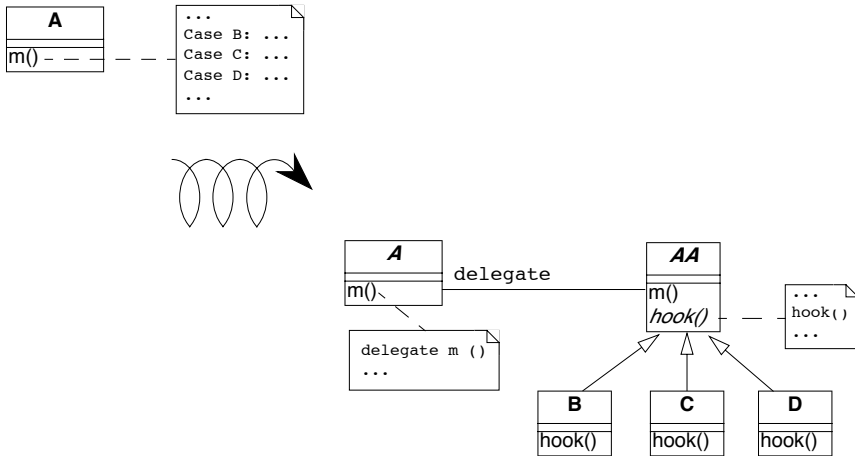 A
m()
...
Case B: ...
Case C: ...
Case D: ...
...
A
m()
delegate
AA
m()
hook()
...
hook()
...
delegate m ()
...
B
hook()
C
hook()
D
hook()